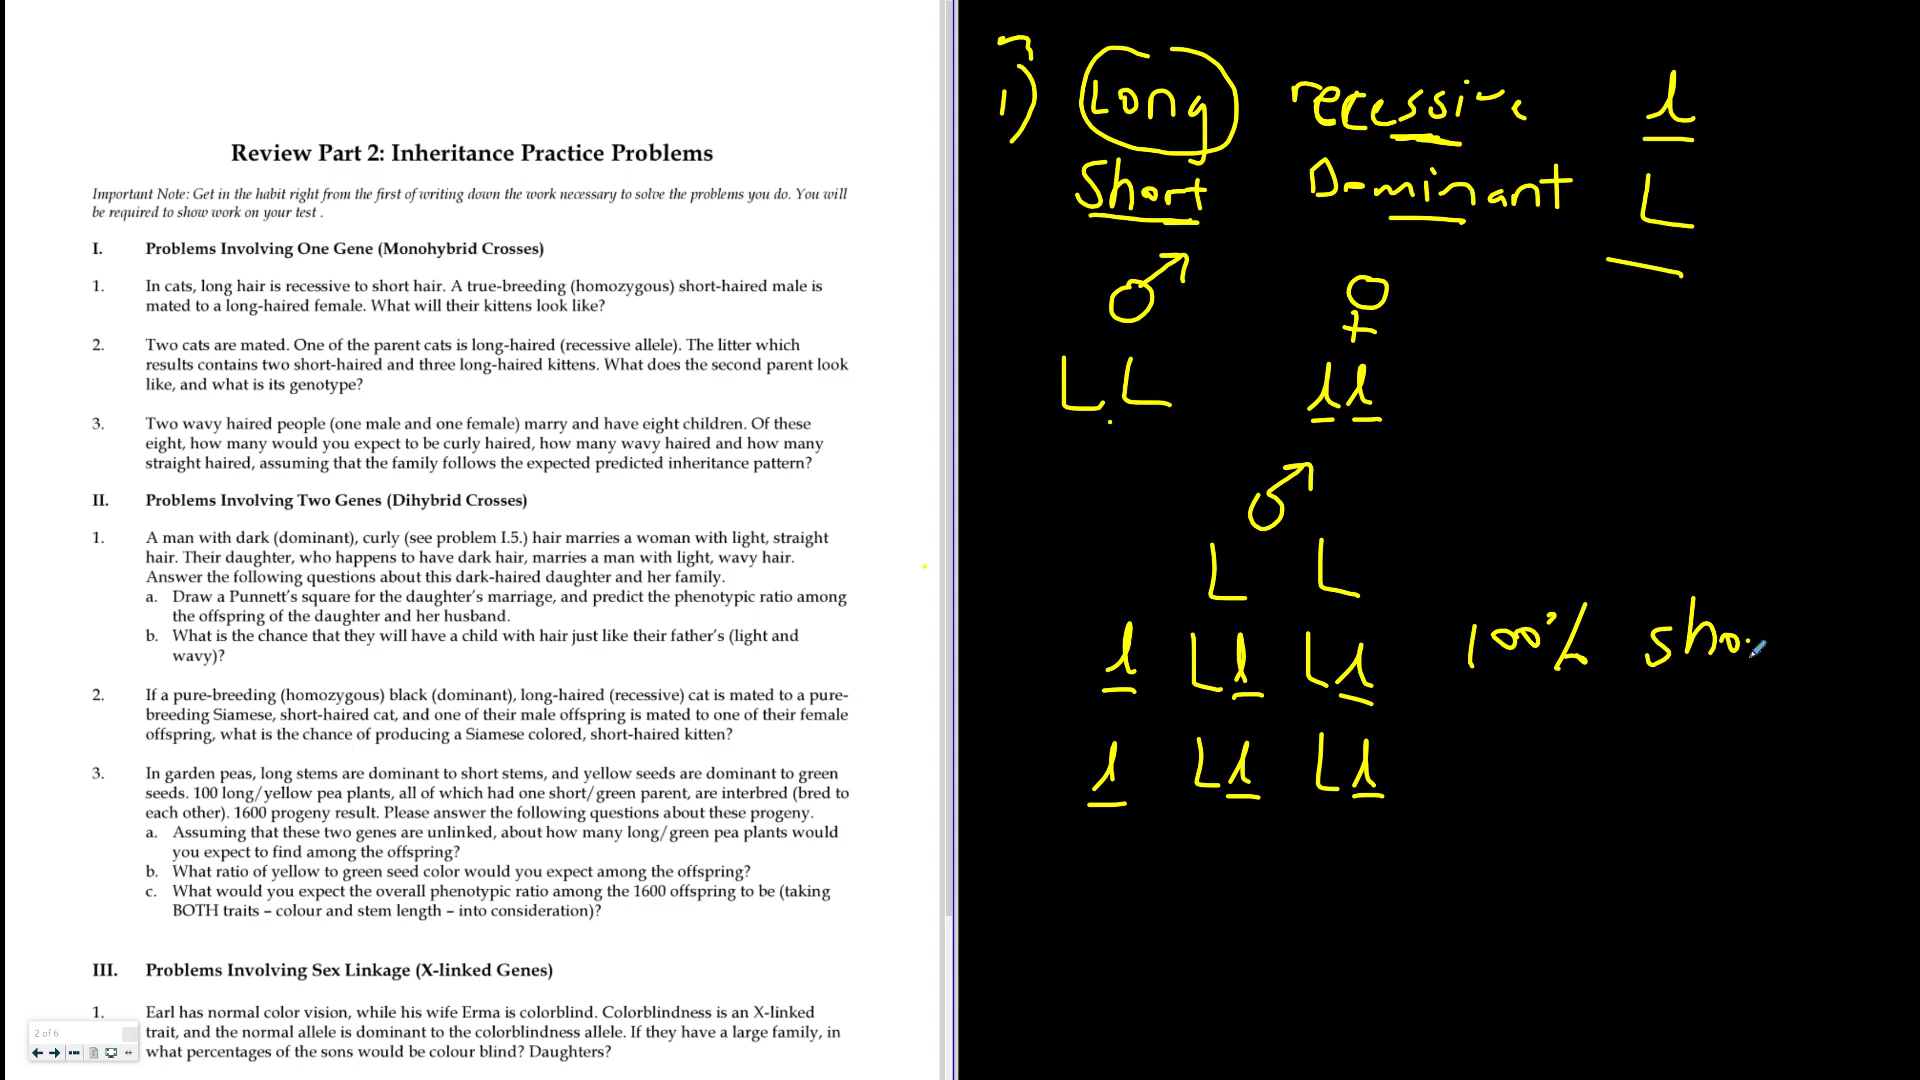 Review Part 2: Inheritance Practice Problems
Important Note: Get in the habit right from the first of writing down the work necessary to solve the problems you do. You will
be required to show work on your test .
I. Problems Involving One Gene (Monohybrid Crosses)
1. In cats, long hair is recessive to short hair. A true-breeding (homozygous) short-haired male is
mated to a long-haired female. What will their kittens look like?
2. Two cats are mated. One of the parent cats is long-haired (recessive allele). The litter which
results contains two short-haired and three long-haired kittens. What does the second parent look
like, and what is its genotype?
3. Two wavy haired people (one male and one female) marry and have eight children. Of these
eight, how many would you expect to be curly haired, how many wavy haired and how many
straight haired, assuming that the family follows the expected predicted inheritance pattern?
II. Problems Involving Two Genes (Dihybrid Crosses)
1. A man with dark (dominant), curly (see problem I.5.) hair marries a woman with light, straight
hair. Their daughter, who happens to have dark hair, marries a man with light, wavy hair.
Answer the following questions about this dark-haired daughter and her family.
a. Draw a Punnett's square for the daughter's marriage, and predict the phenotypic ratio among
the offspring of the daughter and her husband.
b. What is the chance that they will have a child with hair just like their father's (light and
wavy)?
2. If a pure-breeding (homozygous) black (dominant), long-haired (recessive) cat is mated to a pure-
breeding Siamese, short-haired cat, and one of their male offspring is mated to one of their female
offspring, what is the chance of producing a Siamese colored, short-haired kitten?
3. In garden peas, long stems are dominant to short stems, and yellow seeds are dominant to green
seeds. 100 long/yellow pea plants, all of which had one short/green parent, are interbred (bred to
each other). 1600 progeny result. Please answer the following questions about these progeny.
a. Assuming that these two genes are unlinked, about how many long/green pea plants would
you expect to find among the offspring?
b. What ratio of yellow to green seed color would you expect among the offspring?
c. What would you expect the overall phenotypic ratio among the 1600 offspring to be (taking
BOTH traits – colour and stem length – into consideration)?
III. Problems Involving Sex Linkage (X-linked Genes)
1. Earl has normal color vision, while his wife Erma is colorblind. Colorblindness is an X-linked
trait, and the normal allele is dominant to the colorblindness allele. If they have a large family, in
what percentages of the sons would be colour blind? Daughters?
2 of 6
1) Long recessive l
Short Dominant L
♂ ♀
LL ll
♂
L L
l Ll Ll 100% sho
l Ll Ll